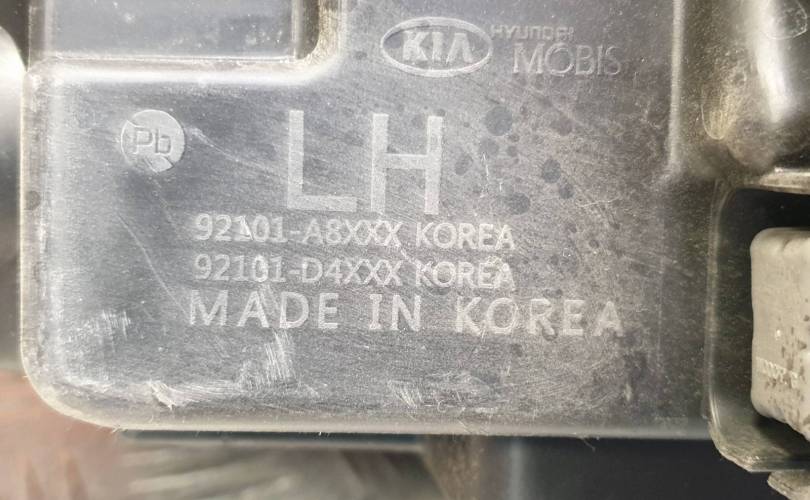 KIA HYUNDAI
MOBIS
Pb
LH
92101-A8XXX KOREA
92101-D4XXX KOREA
MADE IN KOREA